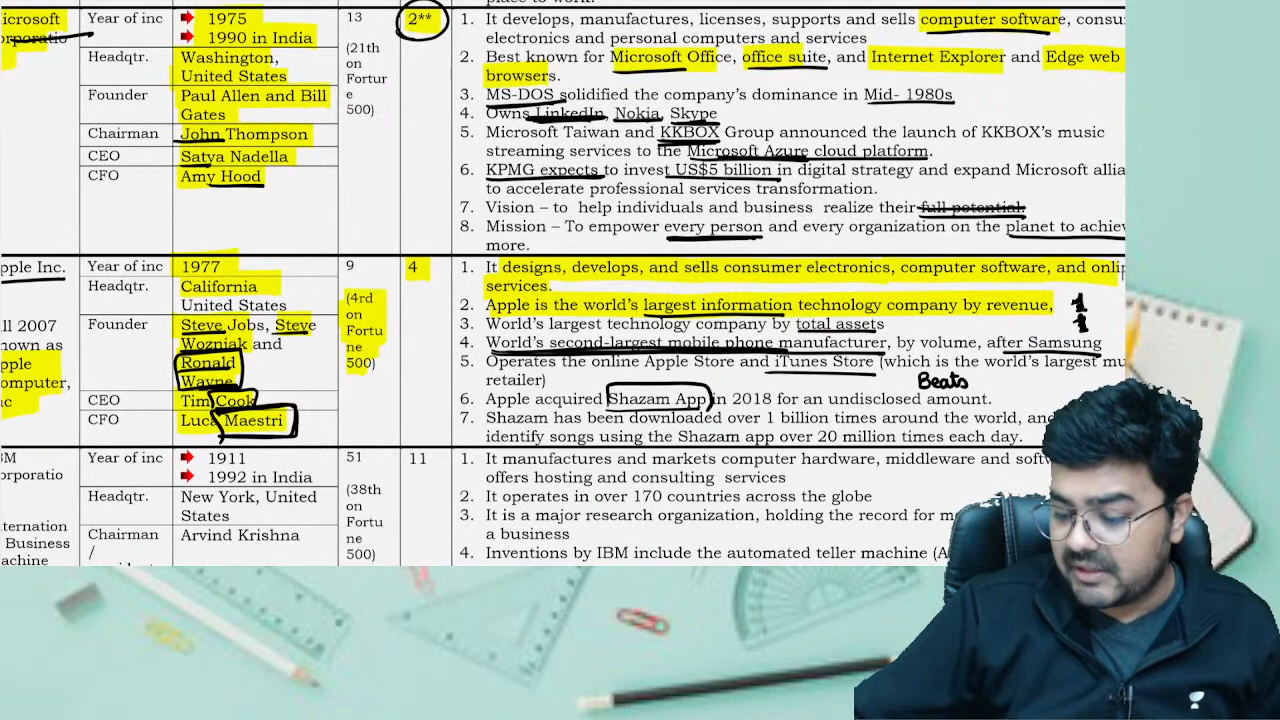 icrosoft
orporatio
Year of inc
1975
1990 in India
Headqtr.
Washington,
United States
Founder
Paul Allen and Bill
Gates
Chairman
John Thompson
CEO
Satya Nadella
CFO
Amy Hood
13
(21th
on
Fortur
e
500)
2**
1. It develops, manufactures, licenses, supports and sells computer software, consu
electronics and personal computers and services
2. Best known for Microsoft Office, office suite, and Internet Explorer and Edge web
browsers.
3. MS-DOS solidified the company's dominance in Mid- 1980s
4. Owns LinkedIn, Nokia, Skype
5. Microsoft Taiwan and KKBOX Group announced the launch of KKBOX's music
streaming services to the Microsoft Azure cloud platform.
6. KPMG expects to invest US$5 billion in digital strategy and expand Microsoft allia
to accelerate professional services transformation.
7. Vision – to help individuals and business realize their full potential.
8. Mission – To empower every person and every organization on the planet to achiev
more.
pple Inc.
ill 2007
nown as
pple
omputer,
nc
Year of inc
1977
Headqtr.
California
United States
Founder
Steve Jobs, Steve
Wozniak and
Ronald
Wayne
CEO
Tim Cook
CFO
Luca Maestri
9
(4rd
on
Fortu
ne
500)
4
1. It designs, develops, and sells consumer electronics, computer software, and onli
services.
2. Apple is the world's largest information technology company by revenue, 1
3. World's largest technology company by total assets 1
4. World's second-largest mobile phone manufacturer, by volume, after Samsung
5. Operates the online Apple Store and iTunes Store (which is the world's largest mu
retailer) Beats
6. Apple acquired Shazam App in 2018 for an undisclosed amount.
7. Shazam has been downloaded over 1 billion times around the world, and
identify songs using the Shazam app over 20 million times each day.
BM
orporatio
ternation
Business
achine
Year of inc
1911
1992 in India
Headqtr.
New York, United
States
Chairman
/
Arvind Krishna
51
(38th
on
Fortu
ne
500)
11
1. It manufactures and markets computer hardware, middleware and softw
offers hosting and consulting services
2. It operates in over 170 countries across the globe
3. It is a major research organization, holding the record for m
a business
4. Inventions by IBM include the automated teller machine (A